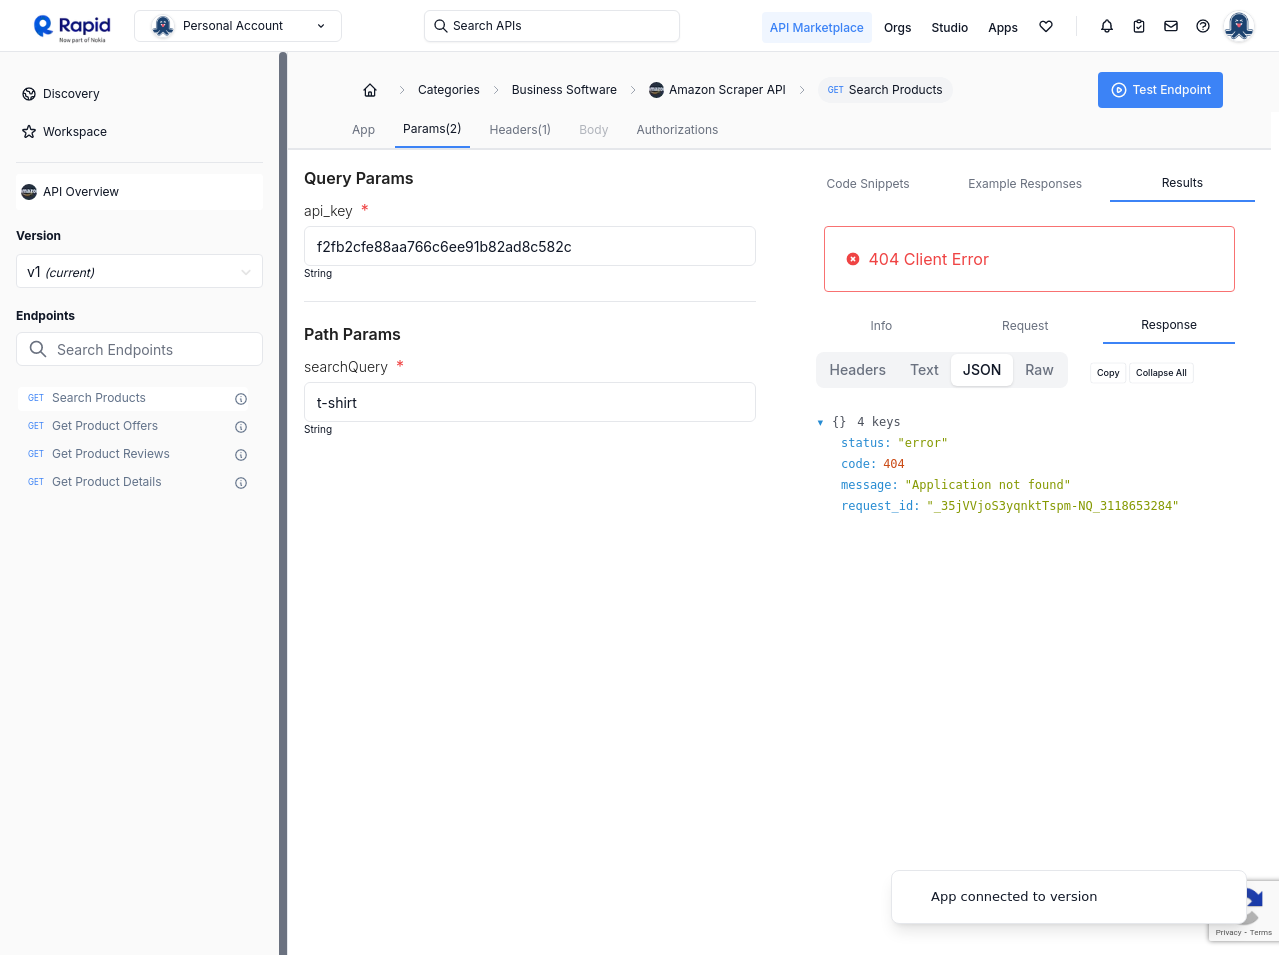 Rapid
Now part of Nokia
Personal Account
Search APIs
API Marketplace
Orgs
Studio
Apps
Discovery
Workspace
API Overview
Version
v1 (current)
Endpoints
Search Endpoints
GET Search Products
GET Get Product Offers
GET Get Product Reviews
GET Get Product Details
Categories
Business Software
Amazon Scraper API
GET Search Products
Test Endpoint
App
Params(2)
Headers(1)
Body
Authorizations
Query Params
api_key *
f2fb2cfe88aa766c6ee91b82ad8c582c
String
Path Params
searchQuery *
t-shirt
String
Code Snippets
Example Responses
Results
404 Client Error
Info
Request
Response
Headers
Text
JSON
Raw
Copy
Collapse All
{} 4 keys
status: "error"
code: 404
message: "Application not found"
request_id: "_35jVVjoS3yqnktTspm-NQ_3118653284"
App connected to version
Privacy - Terms